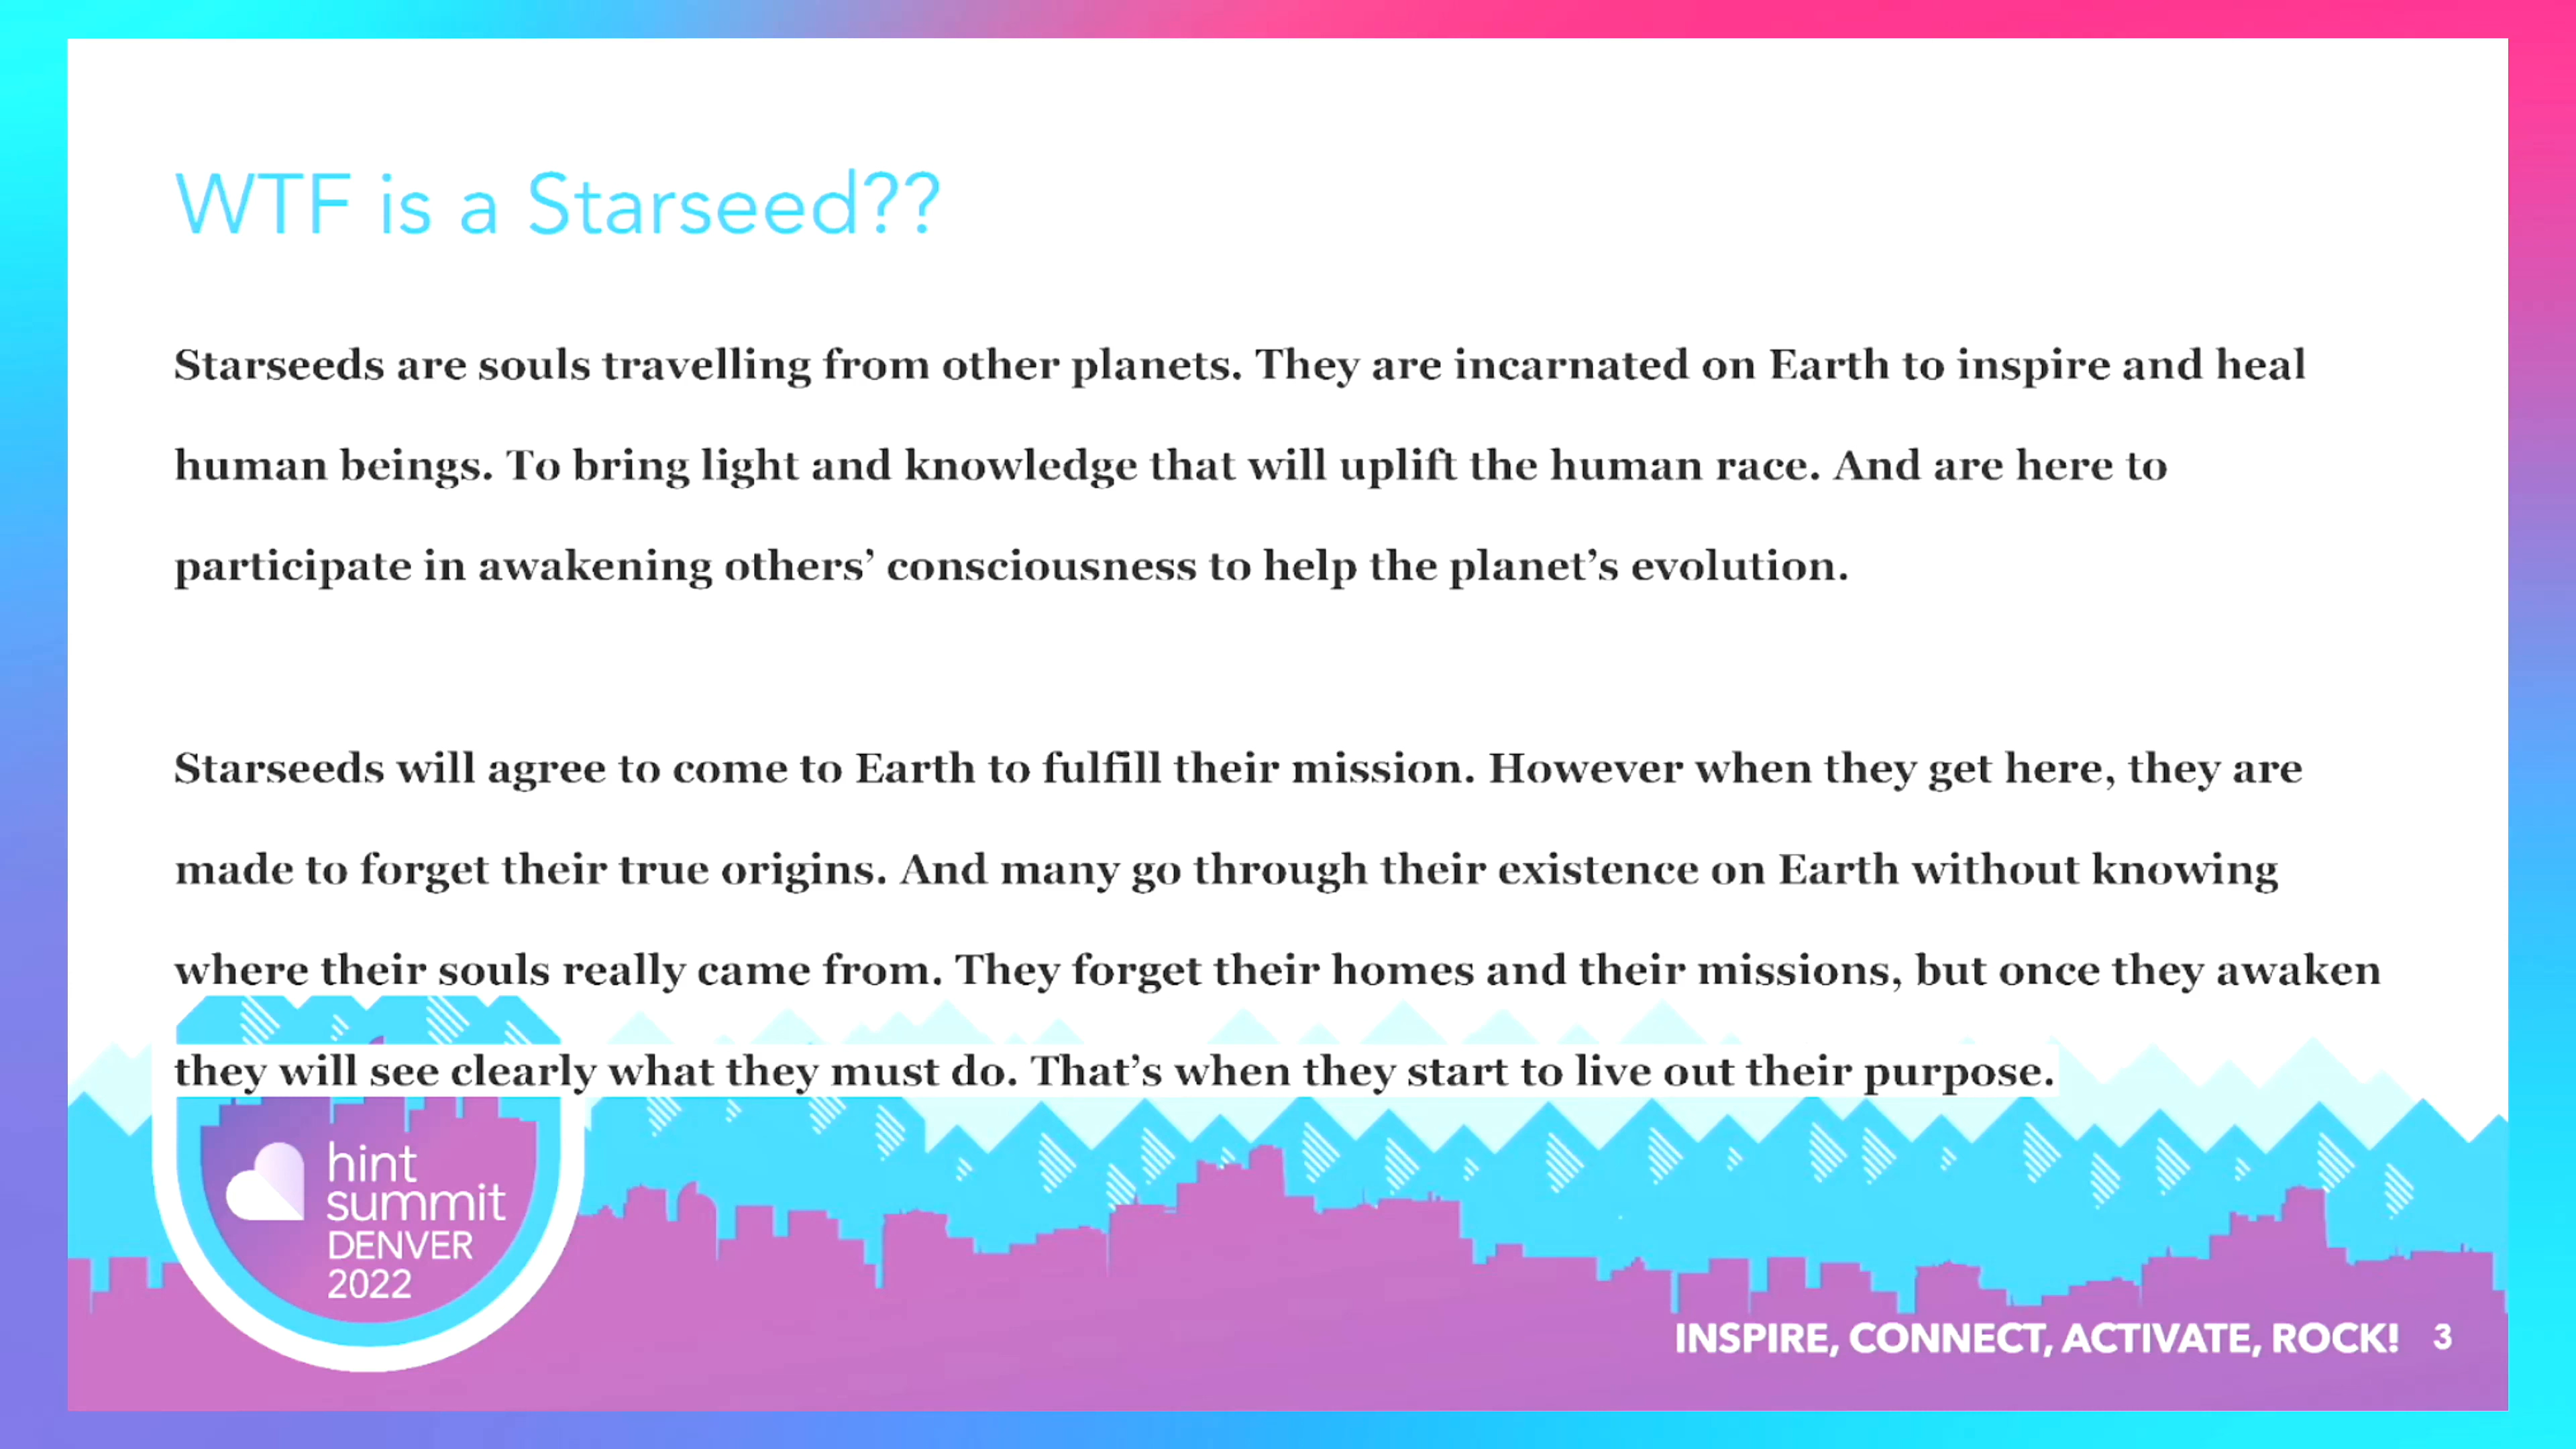 WTF is a Starseed??
Starseeds are souls travelling from other planets. They are incarnated on Earth to inspire and heal
human beings. To bring light and knowledge that will uplift the human race. And are here to
participate in awakening others’ consciousness to help the planet’s evolution.
Starseeds will agree to come to Earth to fulfill their mission. However when they get here, they are
made to forget their true origins. And many go through their existence on Earth without knowing
where their souls really came from. They forget their homes and their missions, but once they awaken
they will see clearly what they must do. That’s when they start to live out their purpose.
hint
summit
DENVER
2022
INSPIRE, CONNECT, ACTIVATE, ROCK! 3